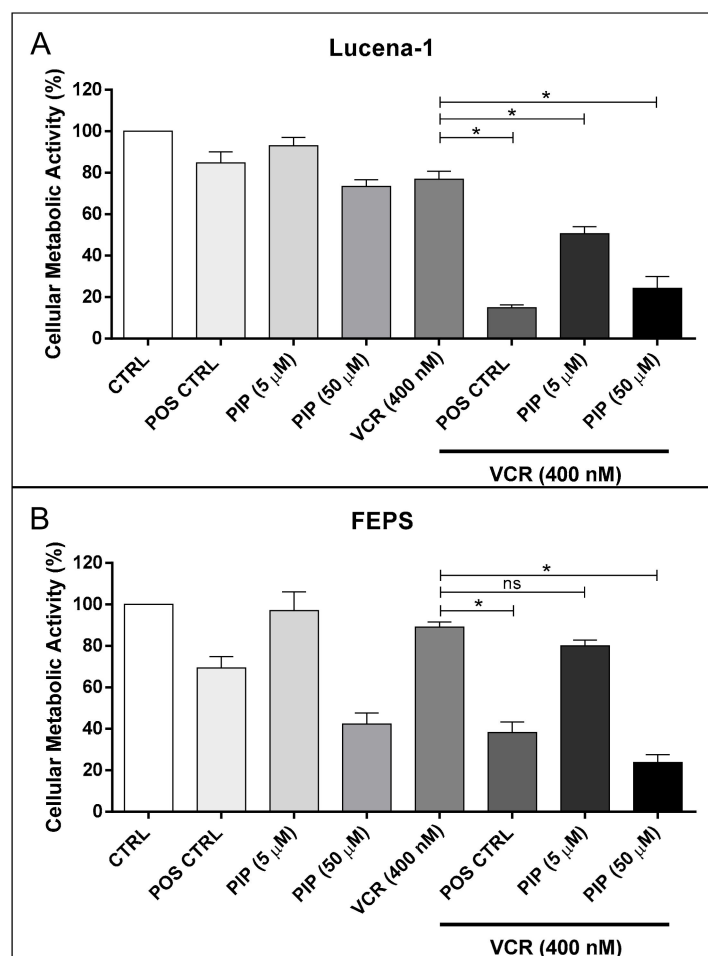 A
Lucena-1
Cellular Metabolic Activity (%)
120
100
80
60
40
20
0
*
*
*
CTRL
POS CTRL
PIP (5 μM)
PIP (50 μM)
VCR (400 nM)
POS CTRL
PIP (5 μM)
PIP (50 μM)
VCR (400 nM)
B
FEPS
Cellular Metabolic Activity (%)
120
100
80
60
40
20
0
*
ns
*
CTRL
POS CTRL
PIP (5 μM)
PIP (50 μM)
VCR (400 nM)
POS CTRL
PIP (5 μM)
PIP (50 μM)
VCR (400 nM)